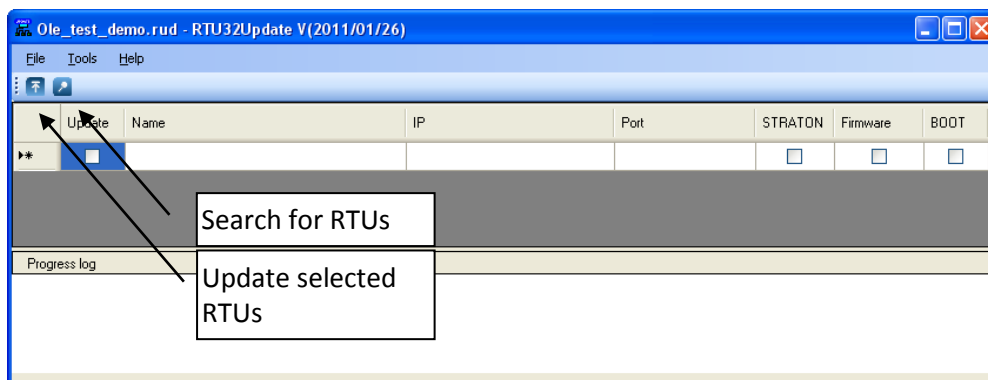 Ole_test_demo.rud - RTU32Update V(2011/01/26)
File Tools Help
Update Name IP Port STRATON Firmware BOOT
Search for RTUs
Progress log
Update selected
RTUs